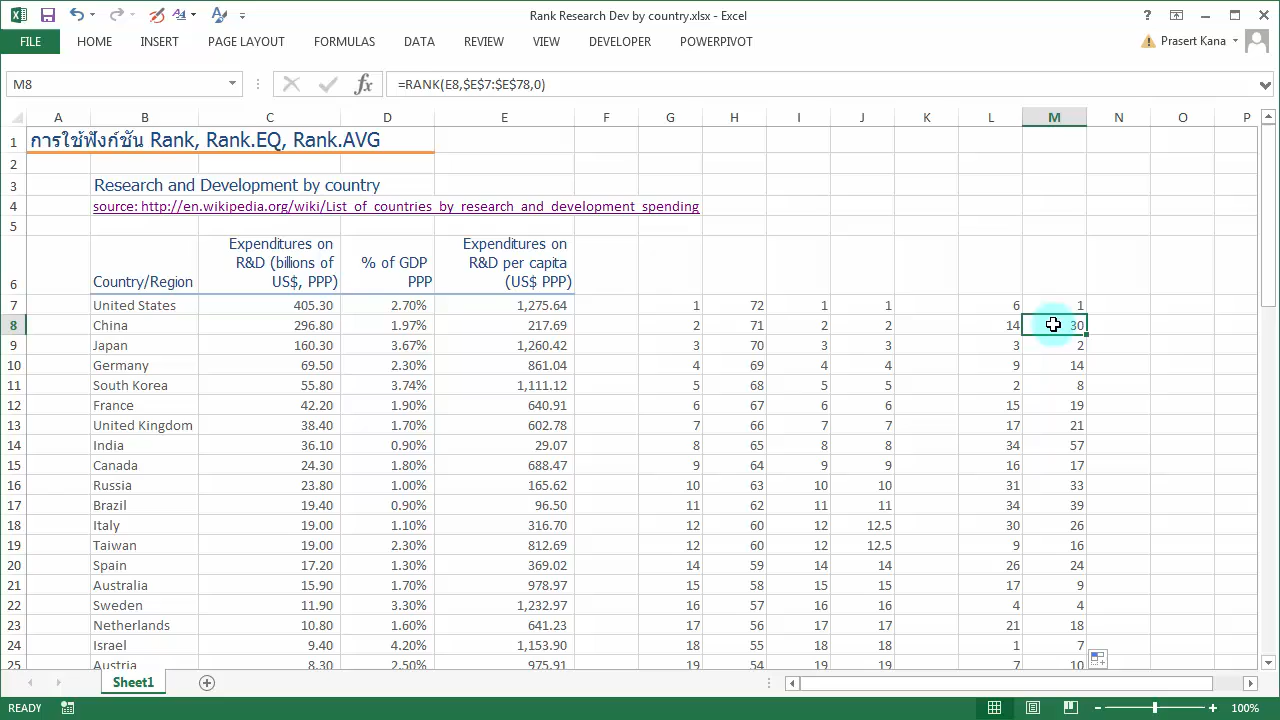 Rank Research Dev by country.xlsx - Excel
?
FILE HOME INSERT PAGE LAYOUT FORMULAS DATA REVIEW VIEW DEVELOPER POWERPIVOT Prasert Kana
M8 fx =RANK(E8,$E$7:$E$78,0)
A B C D E F G H I J K L M N O P
1 การใช้ฟังก์ชัน Rank, Rank.EQ, Rank.AVG
2
3 Research and Development by country
4 source: http://en.wikipedia.org/wiki/List_of_countries_by_research_and_development_spending
5
Expenditures on Expenditures on
R&D (billions of % of GDP R&D per capita
6 Country/Region US$, PPP) PPP (US$ PPP)
7 United States 405.30 2.70% 1,275.64 1 72 1 1 6 1
8 China 296.80 1.97% 217.69 2 71 2 2 14 30
9 Japan 160.30 3.67% 1,260.42 3 70 3 3 3 2
10 Germany 69.50 2.30% 861.04 4 69 4 4 9 14
11 South Korea 55.80 3.74% 1,111.12 5 68 5 5 2 8
12 France 42.20 1.90% 640.91 6 67 6 6 15 19
13 United Kingdom 38.40 1.70% 602.78 7 66 7 7 17 21
14 India 36.10 0.90% 29.07 8 65 8 8 34 57
15 Canada 24.30 1.80% 688.47 9 64 9 9 16 17
16 Russia 23.80 1.00% 165.62 10 63 10 10 31 33
17 Brazil 19.40 0.90% 96.50 11 62 11 11 34 39
18 Italy 19.00 1.10% 316.70 12 60 12 12.5 30 26
19 Taiwan 19.00 2.30% 812.69 12 60 12 12.5 9 16
20 Spain 17.20 1.30% 369.02 14 59 14 14 26 24
21 Australia 15.90 1.70% 978.97 15 58 15 15 17 9
22 Sweden 11.90 3.30% 1,232.97 16 57 16 16 4 4
23 Netherlands 10.80 1.60% 641.23 17 56 17 17 21 18
24 Israel 9.40 4.20% 1,153.90 18 55 18 18 1 7
25 Austria 8.30 2.50% 975.91 19 54 19 19 7 10
Sheet1
READY 100%